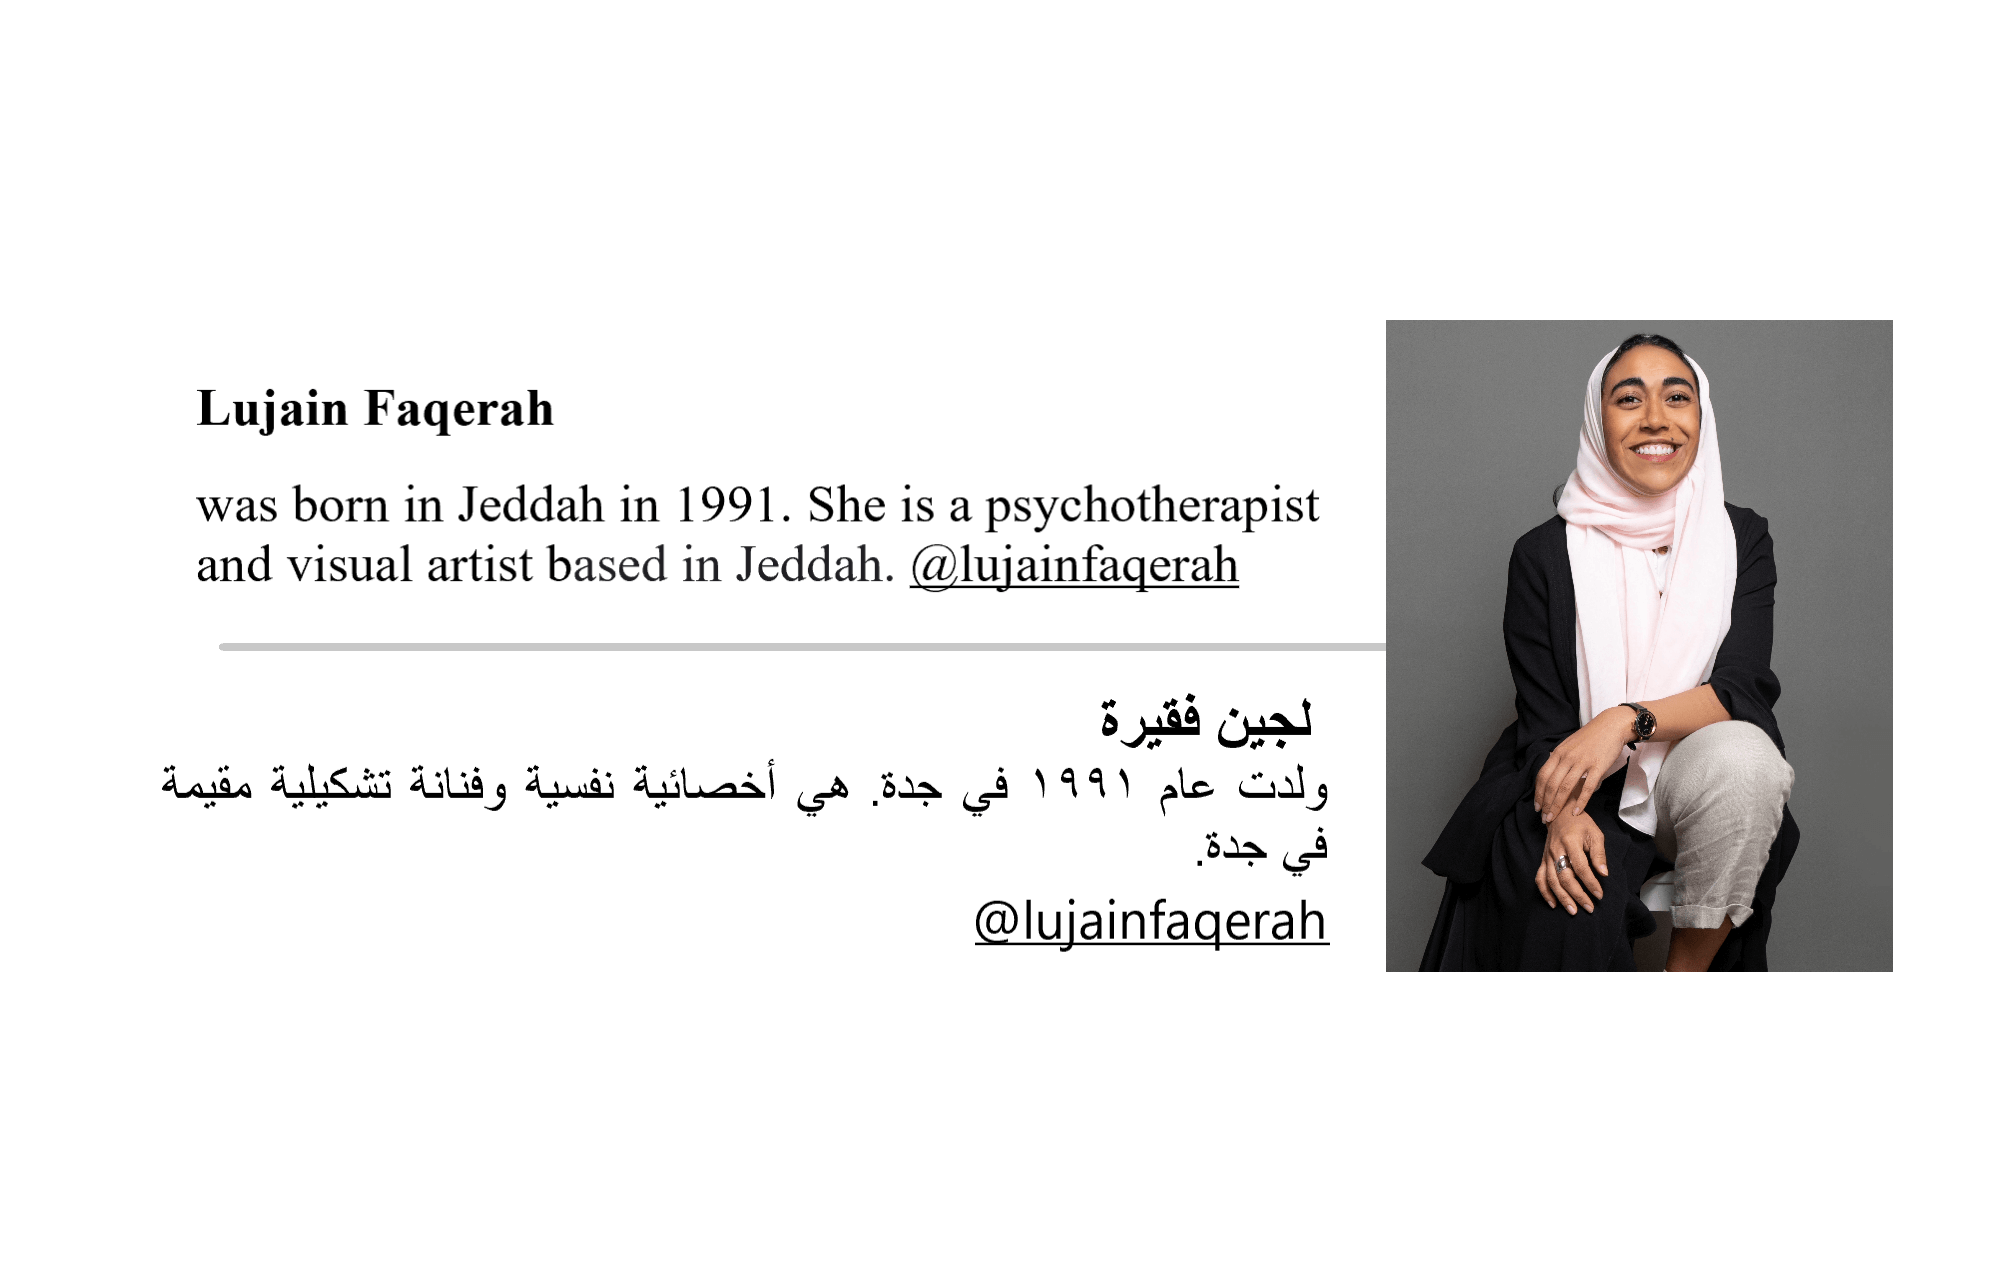 Lujain Faqerah
was born in Jeddah in 1991. She is a psychotherapist
and visual artist based in Jeddah. @lujainfaqerah
لجين فقيرة
ولدت عام ١٩٩١ في جدة. هي أخصائية نفسية وفنانة تشكيلية مقيمة
في جدة.
@lujainfaqerah